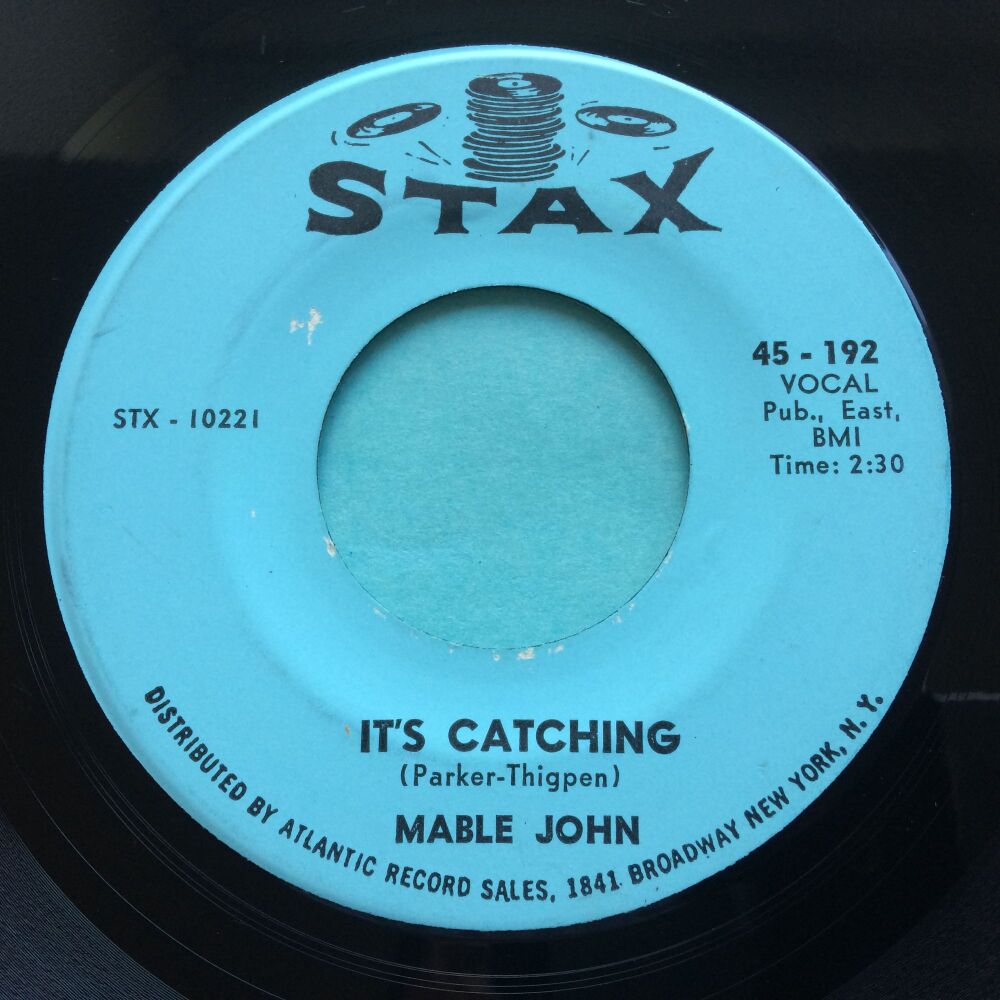 STAX
45 - 192
VOCAL
Pub., East,
BMI
Time: 2:30
STX - 10221
IT'S CATCHING
(Parker-Thigpen)
MABLE JOHN
DISTRIBUTED BY ATLANTIC RECORD SALES, 1841 BROADWAY NEW YORK, N. Y.